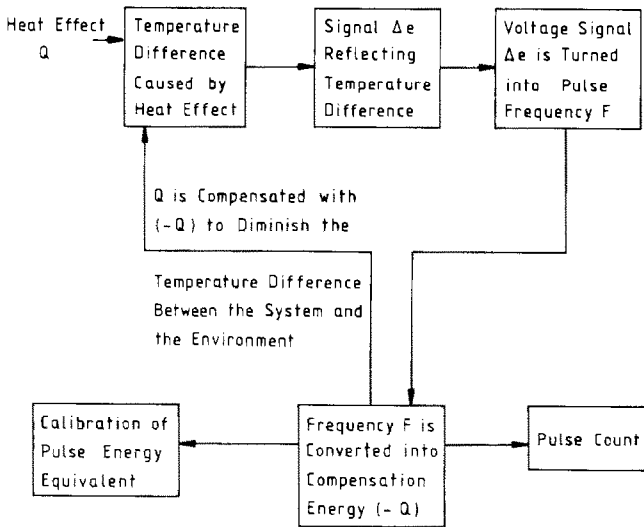 Heat Effect
Q
Temperature
Difference
Caused by
Heat Effect
Signal Δe
Reflecting
Temperature
Difference
Voltage Signal
Δe is Turned
into Pulse
Frequency F
Q is Compensated with
(-Q) to Diminish the
Temperature Difference
Between the System and
the Environment
Calibration of
Pulse Energy
Equivalent
Frequency F is
Converted into
Compensation
Energy (-Q)
Pulse Count